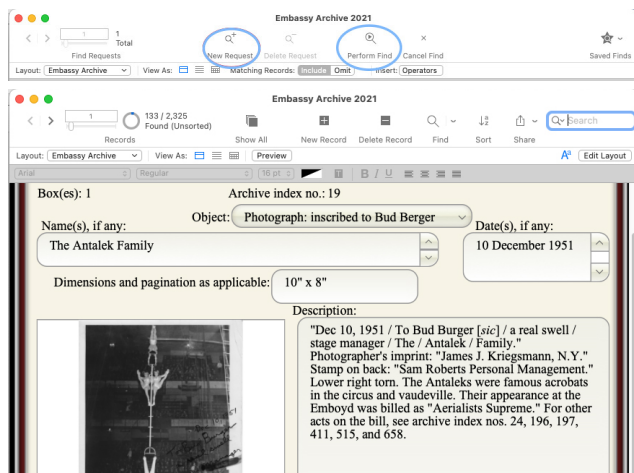 Embassy Archive 2021
1
1
Total
Find Requests
New Request
Delete Request
Perform Find
Cancel Find
Saved Finds
Layout: Embassy Archive
View As:
Matching Records: Include Omit
Insert: Operators
Embassy Archive 2021
1
133 / 2,325
Found (Unsorted)
Records
Show All
New Record
Delete Record
Find
Sort
Share
Search
Layout: Embassy Archive
View As:
Preview
Aa
Edit Layout
Arial
Regular
16 pt
B / U
Box(es): 1
Archive index no.: 19
Object: Photograph: inscribed to Bud Berger
Name(s), if any:
Date(s), if any:
The Antalek Family
10 December 1951
Dimensions and pagination as applicable: 10" x 8"
Description:
"Dec 10, 1951 / To Bud Burger [sic] / a real swell /
stage manager / The / Antalek / Family."
Photographer's imprint: "James J. Kriegsmann, N.Y."
Stamp on back: "Sam Roberts Personal Management."
Lower right torn. The Antaleks were famous acrobats
in the circus and vaudeville. Their appearance at the
Emboyd was billed as "Aerialists Supreme." For other
acts on the bill, see archive index nos. 24, 196, 197,
411, 515, and 658.